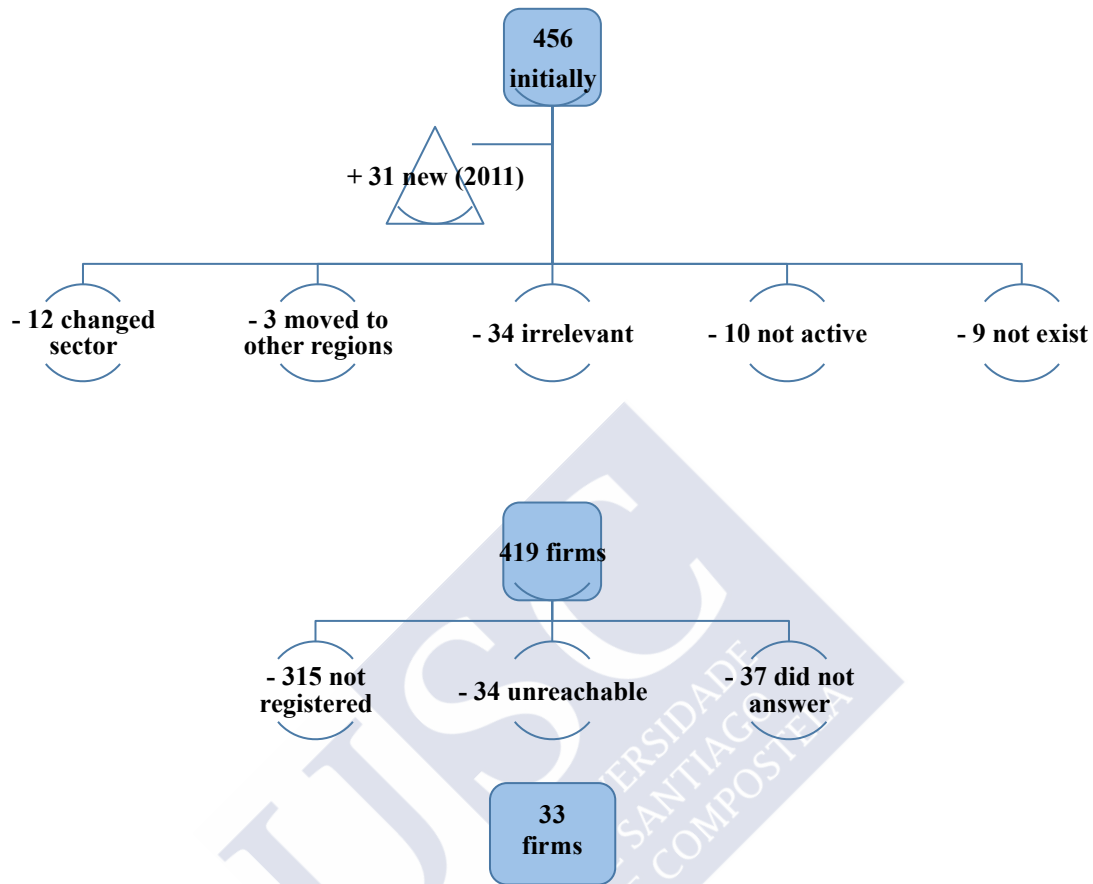 456
initially
+ 31 new (2011)
- 12 changed
sector
- 3 moved to
other regions
- 34 irrelevant
- 10 not active
- 9 not exist
419 firms
- 315 not
registered
- 34 unreachable
- 37 did not
answer
33
firms
USC